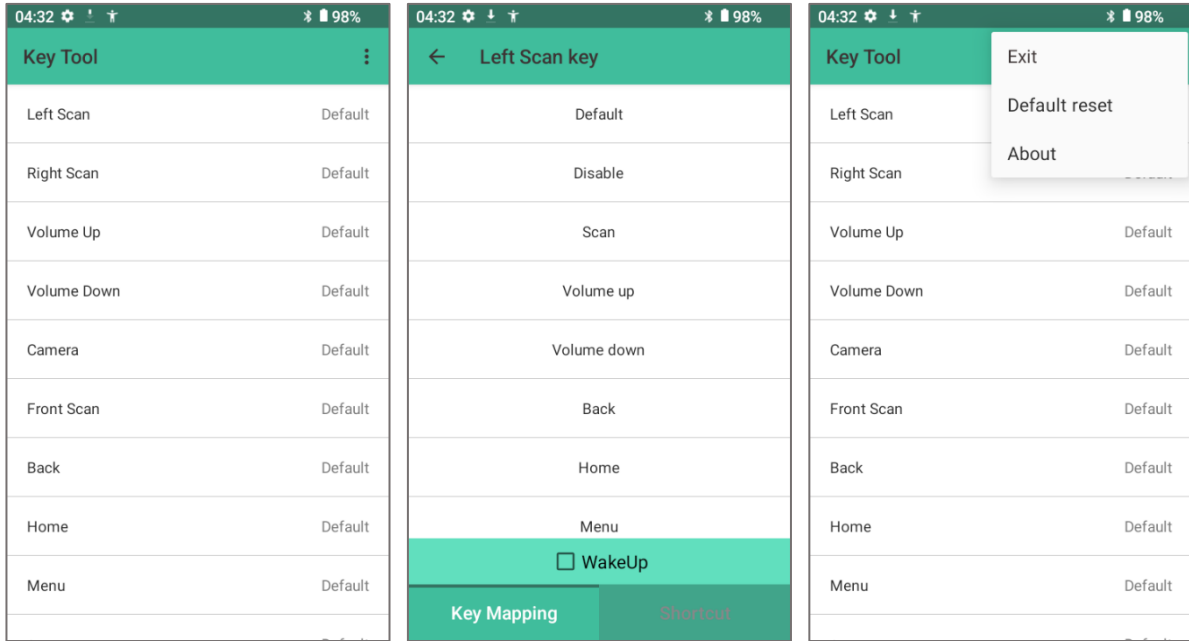 04:32 98%
Key Tool
Left Scan Default
Right Scan Default
Volume Up Default
Volume Down Default
Camera Default
Front Scan Default
Back Default
Home Default
Menu Default
04:32 98%
Left Scan key
Default
Disable
Scan
Volume up
Volume down
Back
Home
Menu
WakeUp
Key Mapping Shortcut
04:32 98%
Key Tool
Exit
Default reset
About
Left Scan
Right Scan
Volume Up Default
Volume Down Default
Camera Default
Front Scan Default
Back Default
Home Default
Menu Default